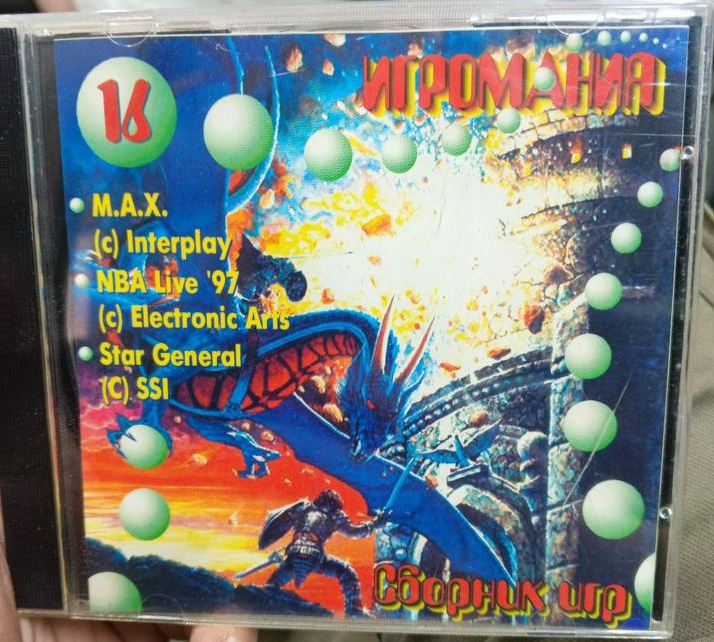 16
ИГРОМАНИЯ
M.A.X.
(c) Interplay
NBA Live '97
(c) Electronic Arts
Star General
(C) SSI
Сборник игр